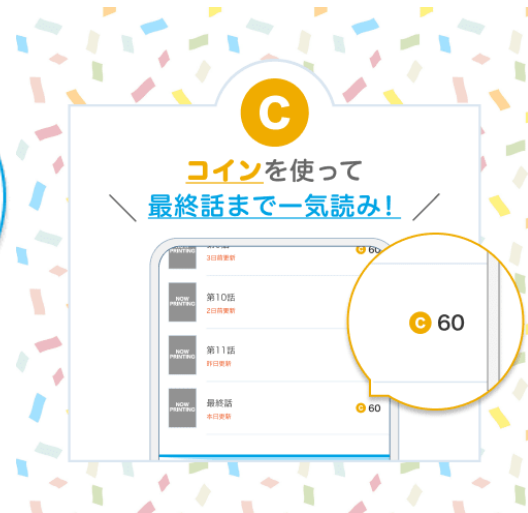 C
コインを使って
最終話まで一気読み!
3日前更新
C 60
NOW PRINTING
第10話
2日前更新
C 60
NOW PRINTING
第11話
昨日更新
NOW PRINTING
最終話
本日更新
C 60